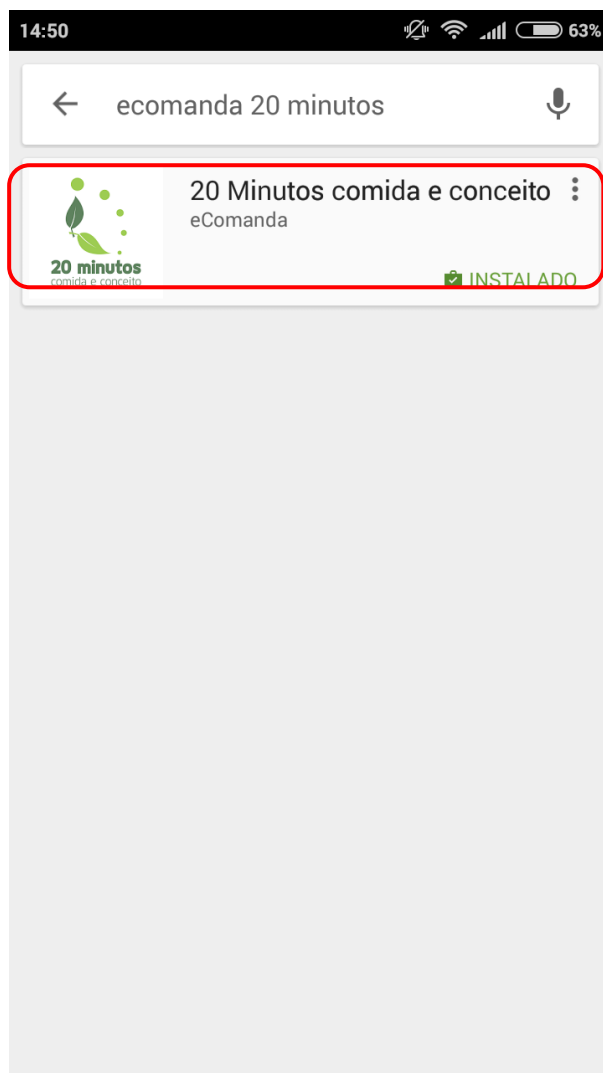 14:50 63%
ecomanda 20 minutos
20 Minutos comida e conceito
eComanda
20 minutos
comida e conceito
INSTALADO